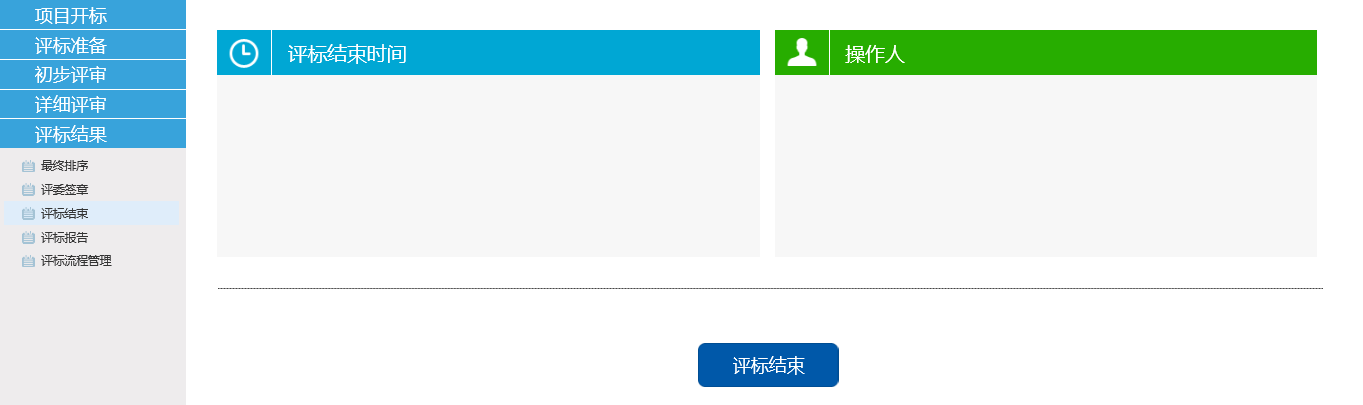 项目开标
评标准备
初步评审
详细评审
评标结果
最终排序
评委签章
评标结束
评标报告
评标流程管理
评标结束时间
操作人
评标结束